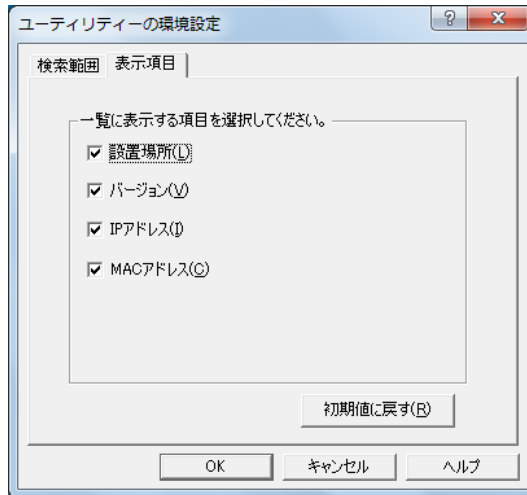 ユーティリティーの環境設定
検索範囲 表示項目
一覧に表示する項目を選択してください。
設置場所(L)
バージョン(V)
IPアドレス(I)
MACアドレス(C)
初期値に戻す(R)
OK キャンセル ヘルプ